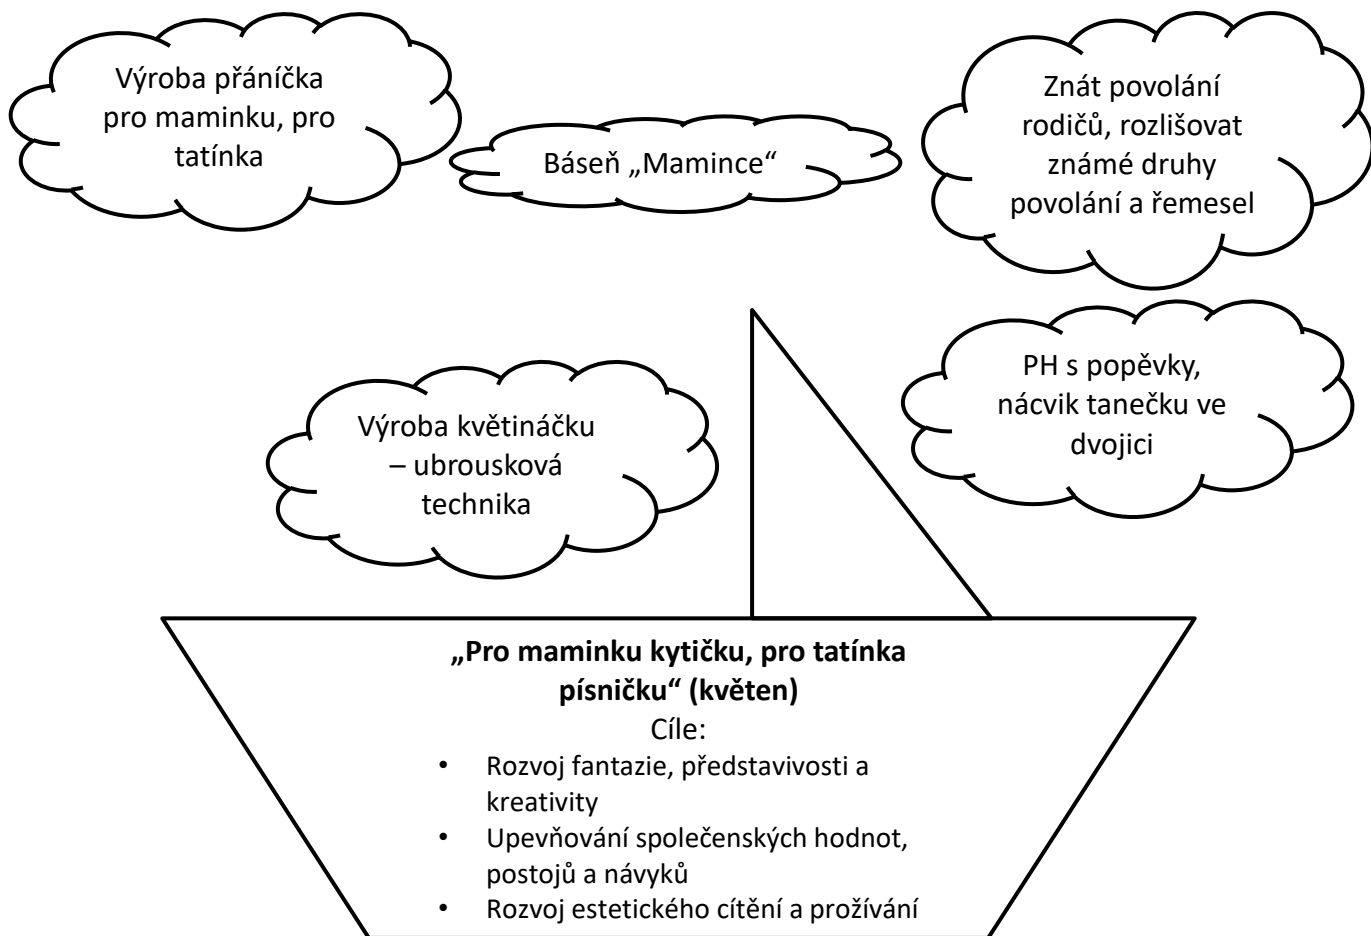 Výroba přáníčka
pro maminku, pro
tatínka
Báseň „Mamince“
Znát povolání
rodičů, rozlišovat
známé druhy
povolání a řemesel
PH s popěvky,
nácvik tanečku ve
dvojici
Výroba květináčku
– ubrousková
technika
„Pro maminku kytičku, pro tatínka
písničku“ (květen)
Cíle:
• Rozvoj fantazie, představivosti a
kreativity
• Upevňování společenských hodnot,
postojů a návyků
• Rozvoj estetického cítění a prožívání